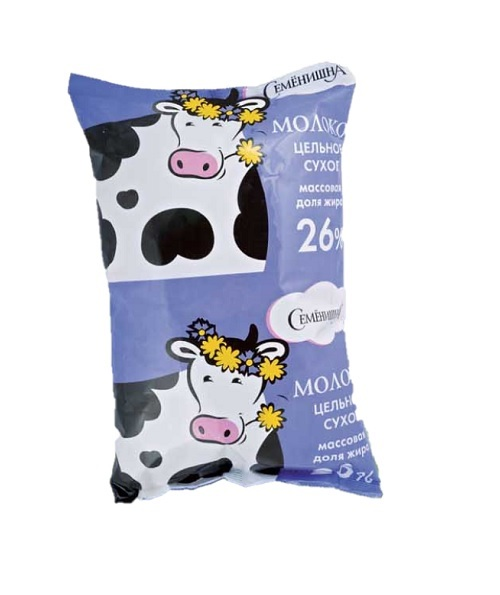 СЕМЁНИШНА
МОЛОКО
ЦЕЛЬНОЕ
СУХОЕ
массовая
доля жира
26%
СЕМЁНИШНА
МОЛОКО
ЦЕЛЬНОЕ
СУХОЕ
массовая
доля жира